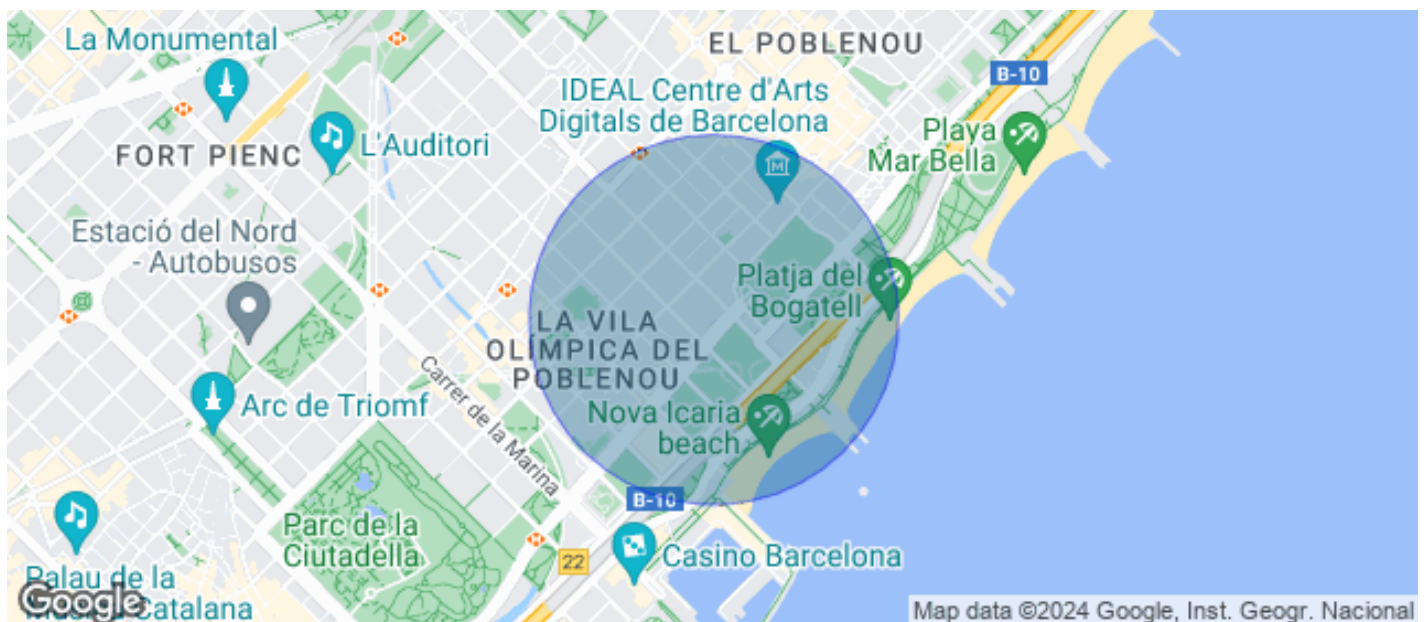 La Monumental
EL POBLENOU
B-10
IDEAL Centre d'Arts
Digitals de Barcelona
Playa
Mar Bella
L'Auditori
FORT PIENC
Estació del Nord
- Autobusos
Platja del
Bogatell
LA VILA
OLÍMPICA DEL
POBLENOU
Carrer de la Marina
Arc de Triomf
Nova Icaria
beach
B-10
Parc de la
Ciutadella
22
Casino Barcelona
Palau de la
Música Catalana
Google
Map data ©2024 Google, Inst. Geogr. Nacional